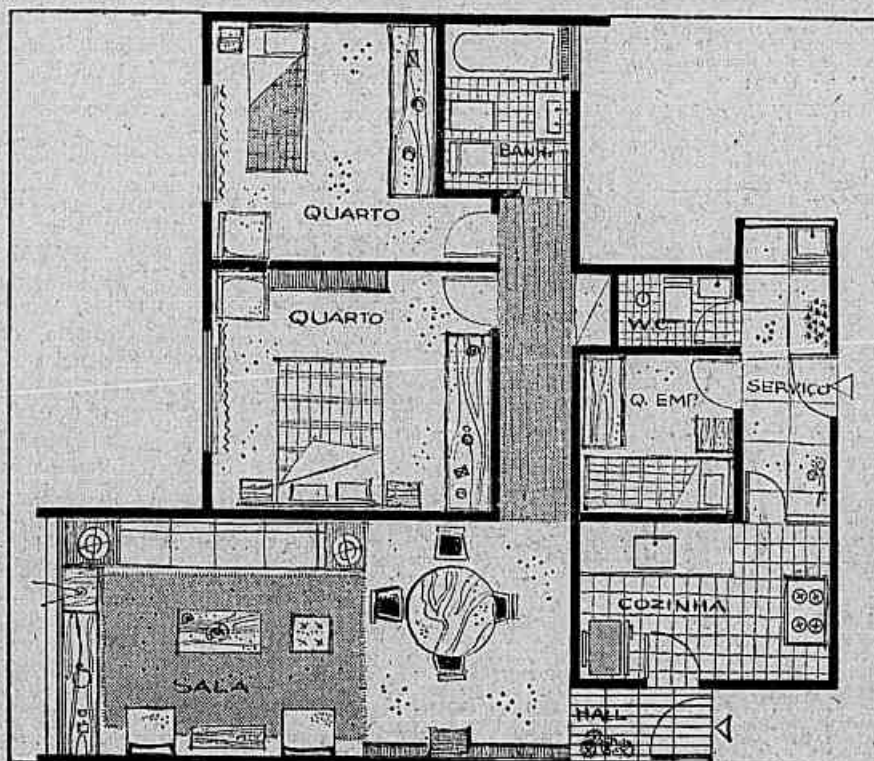 BANH.
QUARTO
QUARTO
W.C.
Q. EMP.
SERVIÇO
COZINHA
SALA
HALL